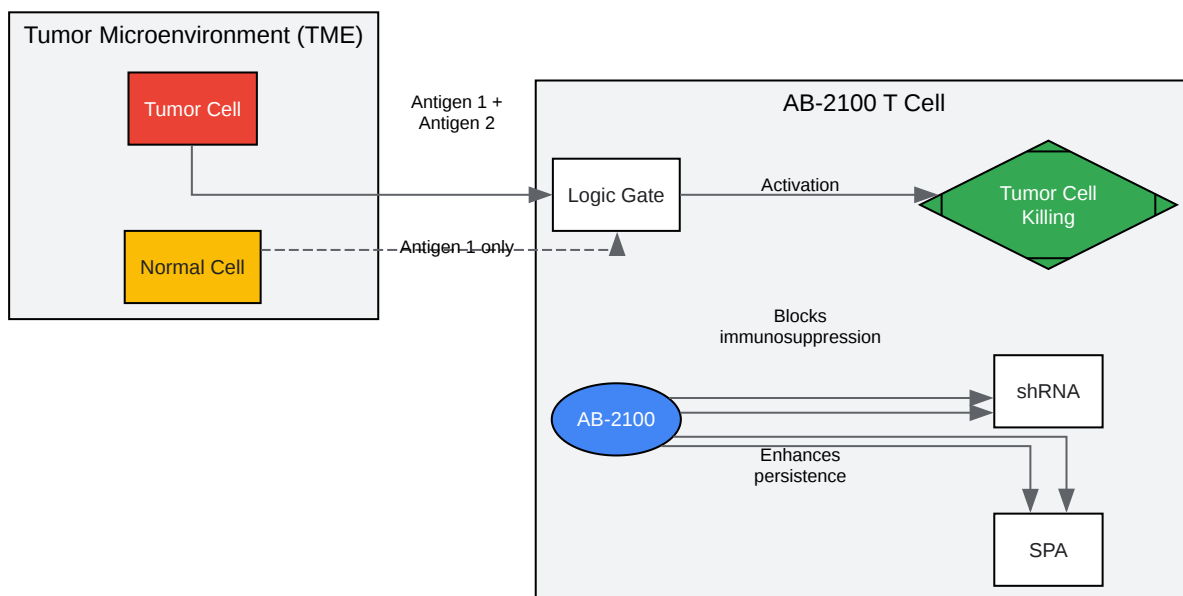 Tumor Microenvironment (TME)
Tumor Cell
Normal Cell
Antigen 1 +
Antigen 2
Antigen 1 only
AB-2100 T Cell
Logic Gate
Activation
Tumor Cell
Killing
Blocks
immunosuppression
AB-2100
shRNA
Enhances
persistence
SPA